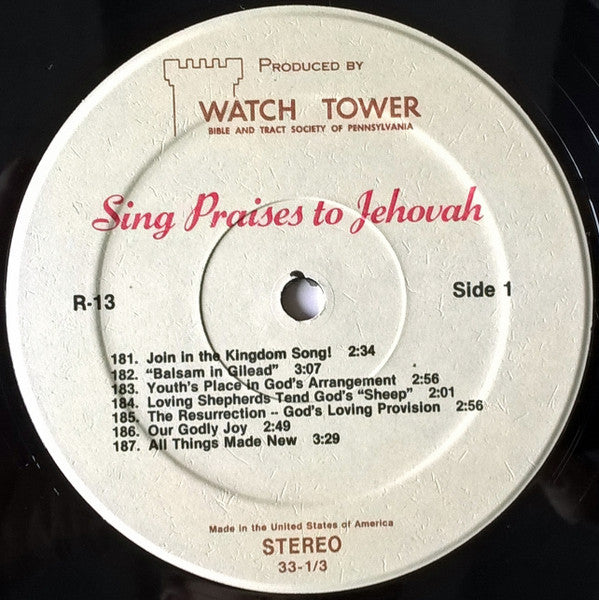 PRODUCED BY
WATCH TOWER
BIBLE AND TRACT SOCIETY OF PENNSYLVANIA
Sing Praises to Jehovah
R-13
Side 1
181. Join in the Kingdom Song! 2:34
182. “Balsam in Gilead” 3:07
183. Youth's Place in God's Arrangement 2:56
184. Loving Shepherds Tend God's “Sheep” 2:01
185. The Resurrection -- God's Loving Provision 2:56
186. Our Godly Joy 2:49
187. All Things Made New 3:29
Made in the United States of America
STEREO
33-1/3